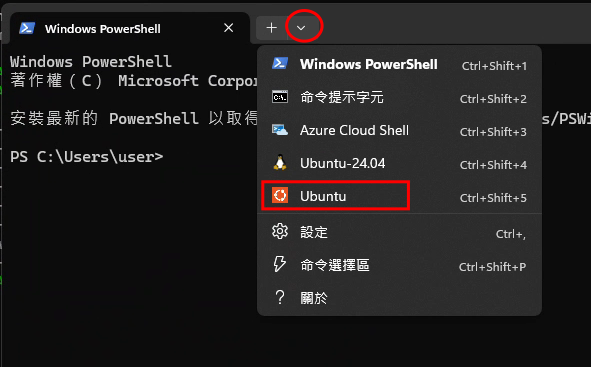 Windows PowerShell
Windows PowerShell
著作權（C） Microsoft Corpor
安裝最新的 PowerShell 以取得
s/PSWi
PS C:\Users\user>
Windows PowerShell Ctrl+Shift+1
命令提示字元 Ctrl+Shift+2
Azure Cloud Shell Ctrl+Shift+3
Ubuntu-24.04 Ctrl+Shift+4
Ubuntu Ctrl+Shift+5
設定 Ctrl+,
命令選擇區 Ctrl+Shift+P
關於